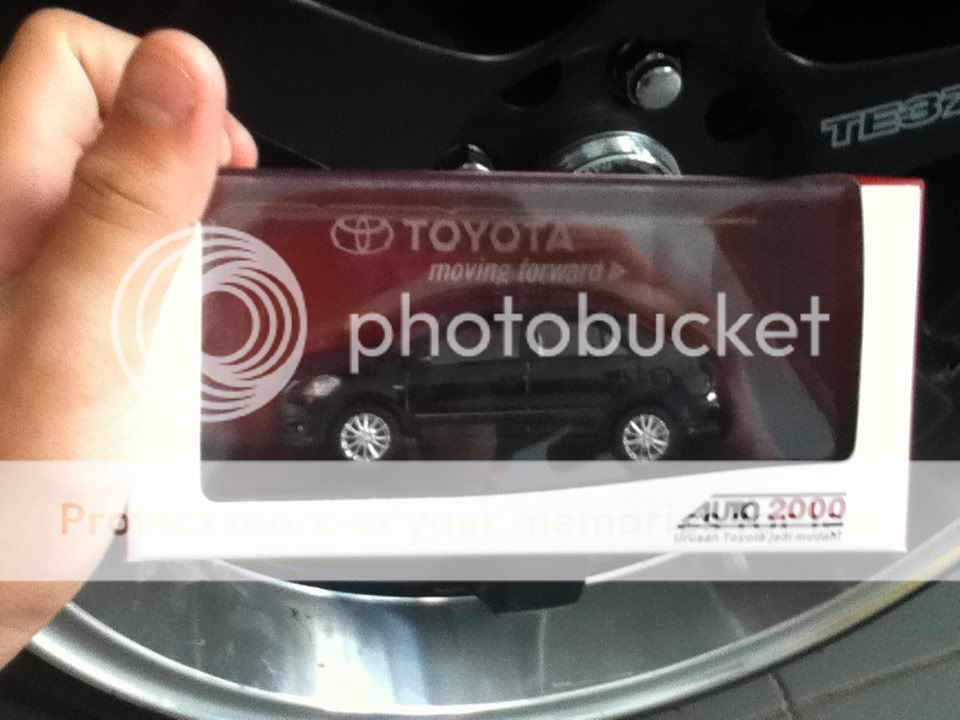 TE37
TOYOTA
moving forward
photobucket
Protect more of your memories for less!
AUTO 2000
Urusan Toyota jadi mudah!